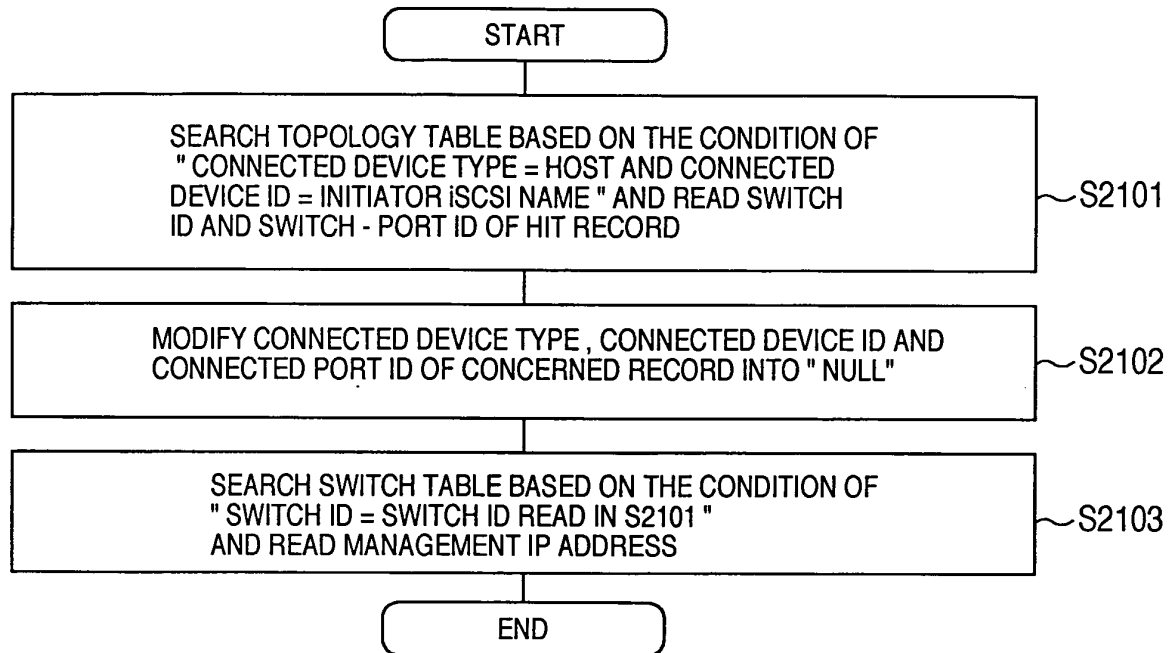 START
SEARCH TOPOLOGY TABLE BASED ON THE CONDITION OF
" CONNECTED DEVICE TYPE = HOST AND CONNECTED
DEVICE ID = INITIATOR iSCSI NAME " AND READ SWITCH
ID AND SWITCH - PORT ID OF HIT RECORD
S2101
MODIFY CONNECTED DEVICE TYPE , CONNECTED DEVICE ID AND
CONNECTED PORT ID OF CONCERNED RECORD INTO " NULL"
S2102
SEARCH SWITCH TABLE BASED ON THE CONDITION OF
" SWITCH ID = SWITCH ID READ IN S2101 "
AND READ MANAGEMENT IP ADDRESS
S2103
END